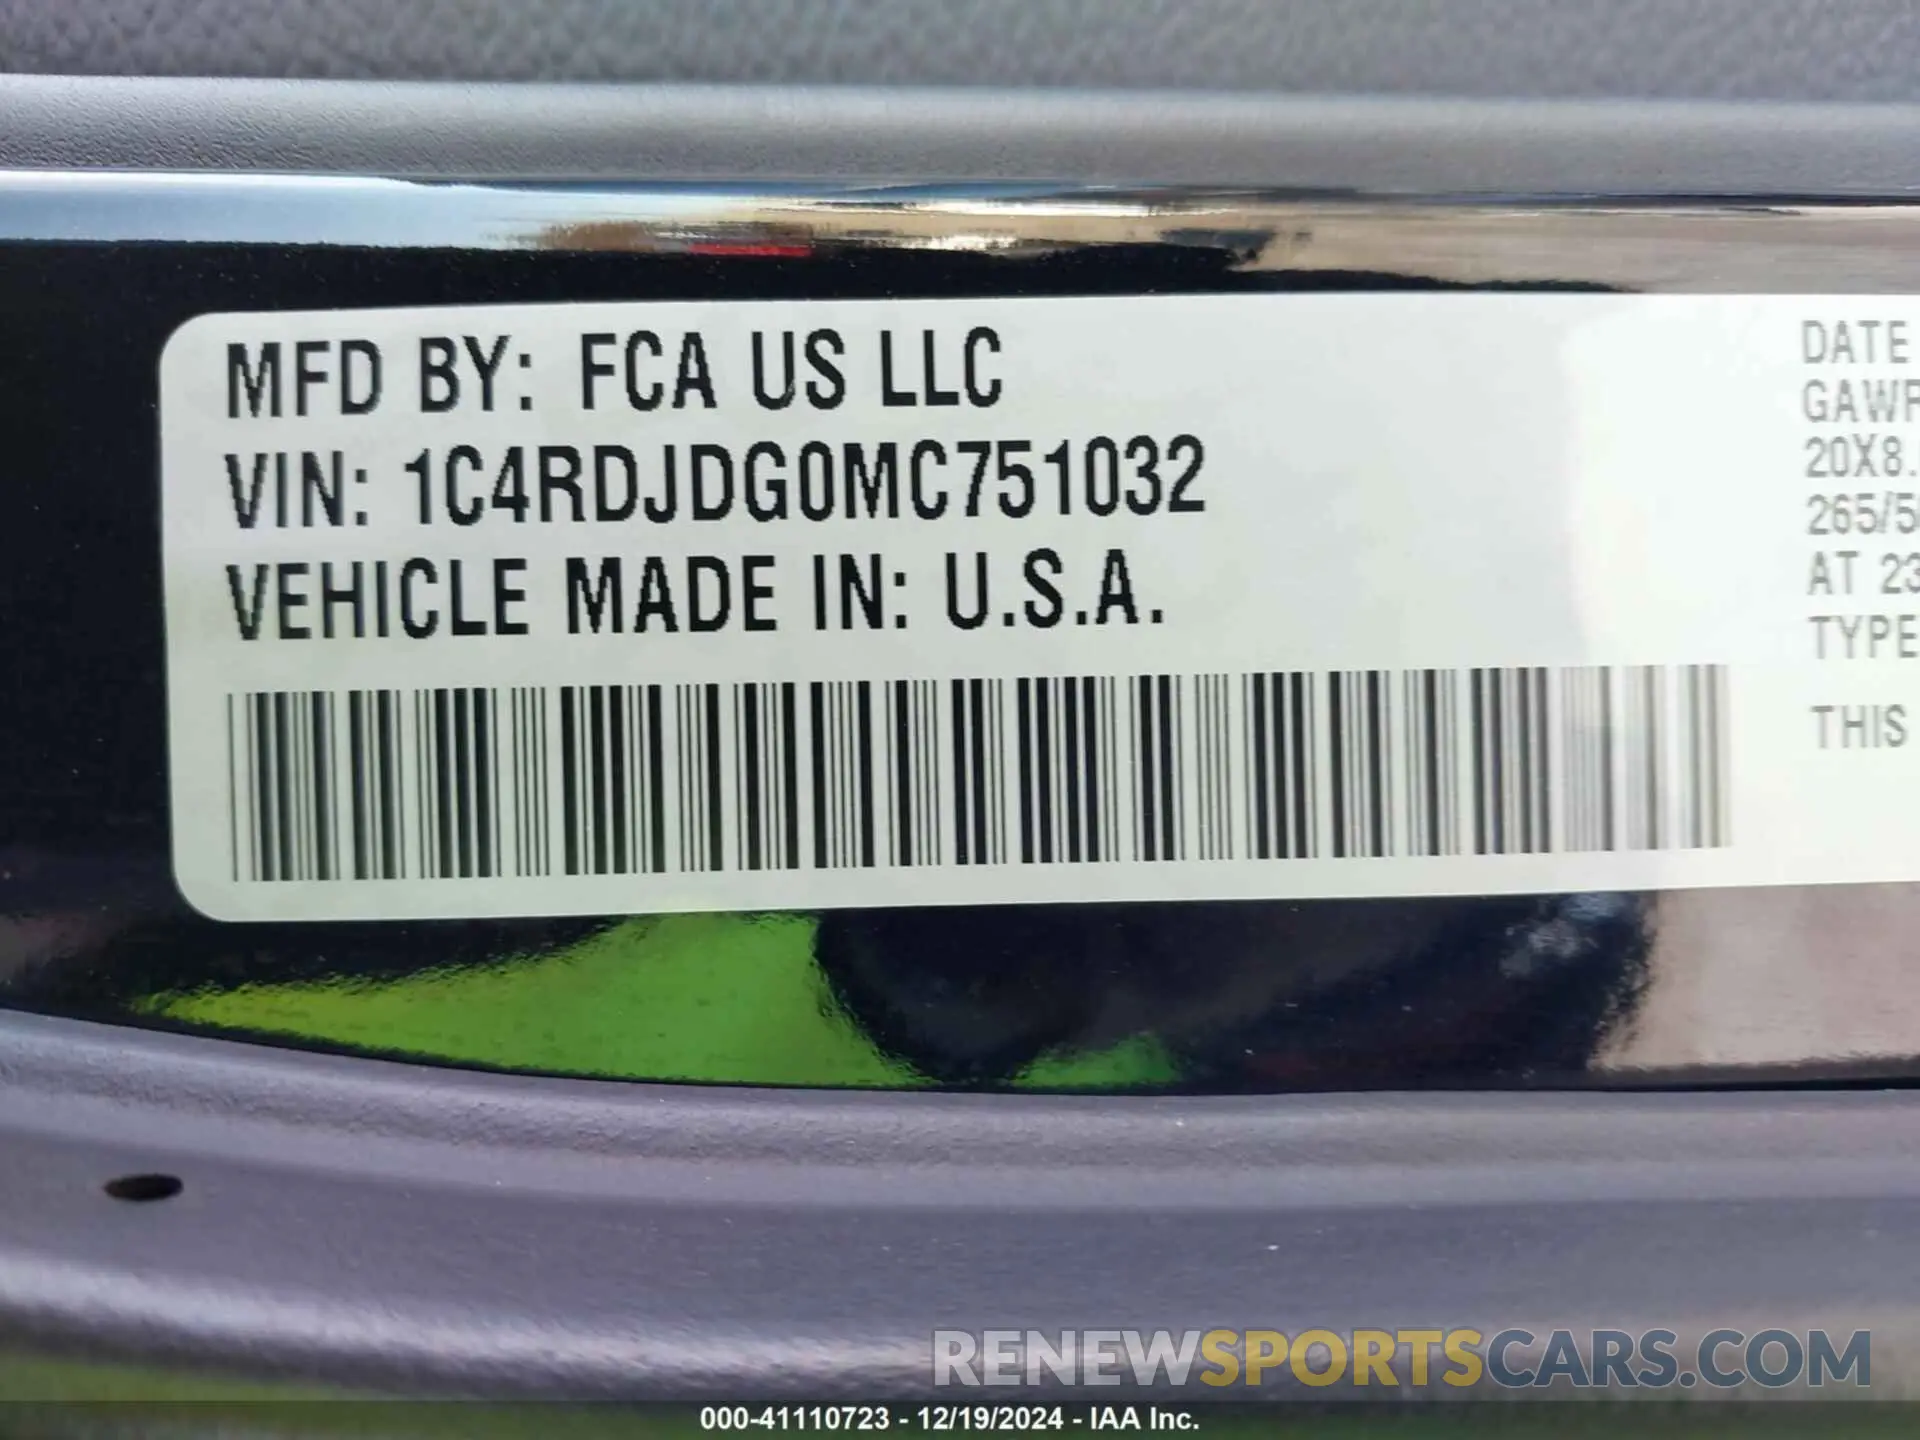 MFD BY: FCA US LLC
VIN: 1C4RDJDG0MC751032
VEHICLE MADE IN: U.S.A.
DATE
GAWR
20X8.
265/5
AT 23
TYPE
THIS
RENEWSPORTSCARS.COM
000-41110723 - 12/19/2024 - IAA Inc.